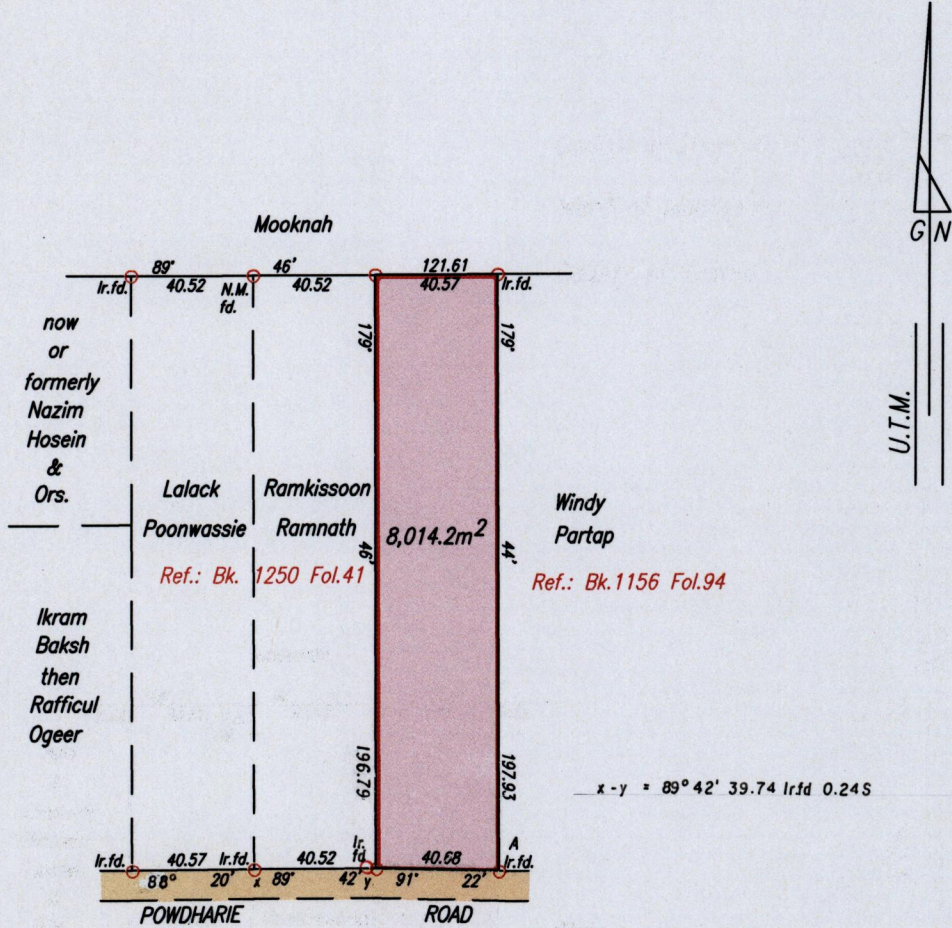 Mooknah
G N
U.T.M.
89° 46' 121.61
Ir.fd. 40.52 N.M. fd. 40.52 40.57 Ir.fd.
179° 179°
now
or
formerly
Nazim
Hosein
&
Ors.
Lalack
Poonwassie
Ramkissoon
Ramnath
8,014.2m²
46' 44'
Windy
Partap
Ref.: Bk. 1250 Fol.41
Ref.: Bk.1156 Fol.94
Ikram
Baksh
then
Rafficul
Ogeer
196.79 197.93
x-y = 89° 42' 39.74 Ir.fd 0.24S
Ir.fd. 40.57 Ir.fd. 40.52 Ir. fd 40.68 A Ir.fd.
88° 20' x 89° 42' y 91° 22'
POWDHARIE ROAD